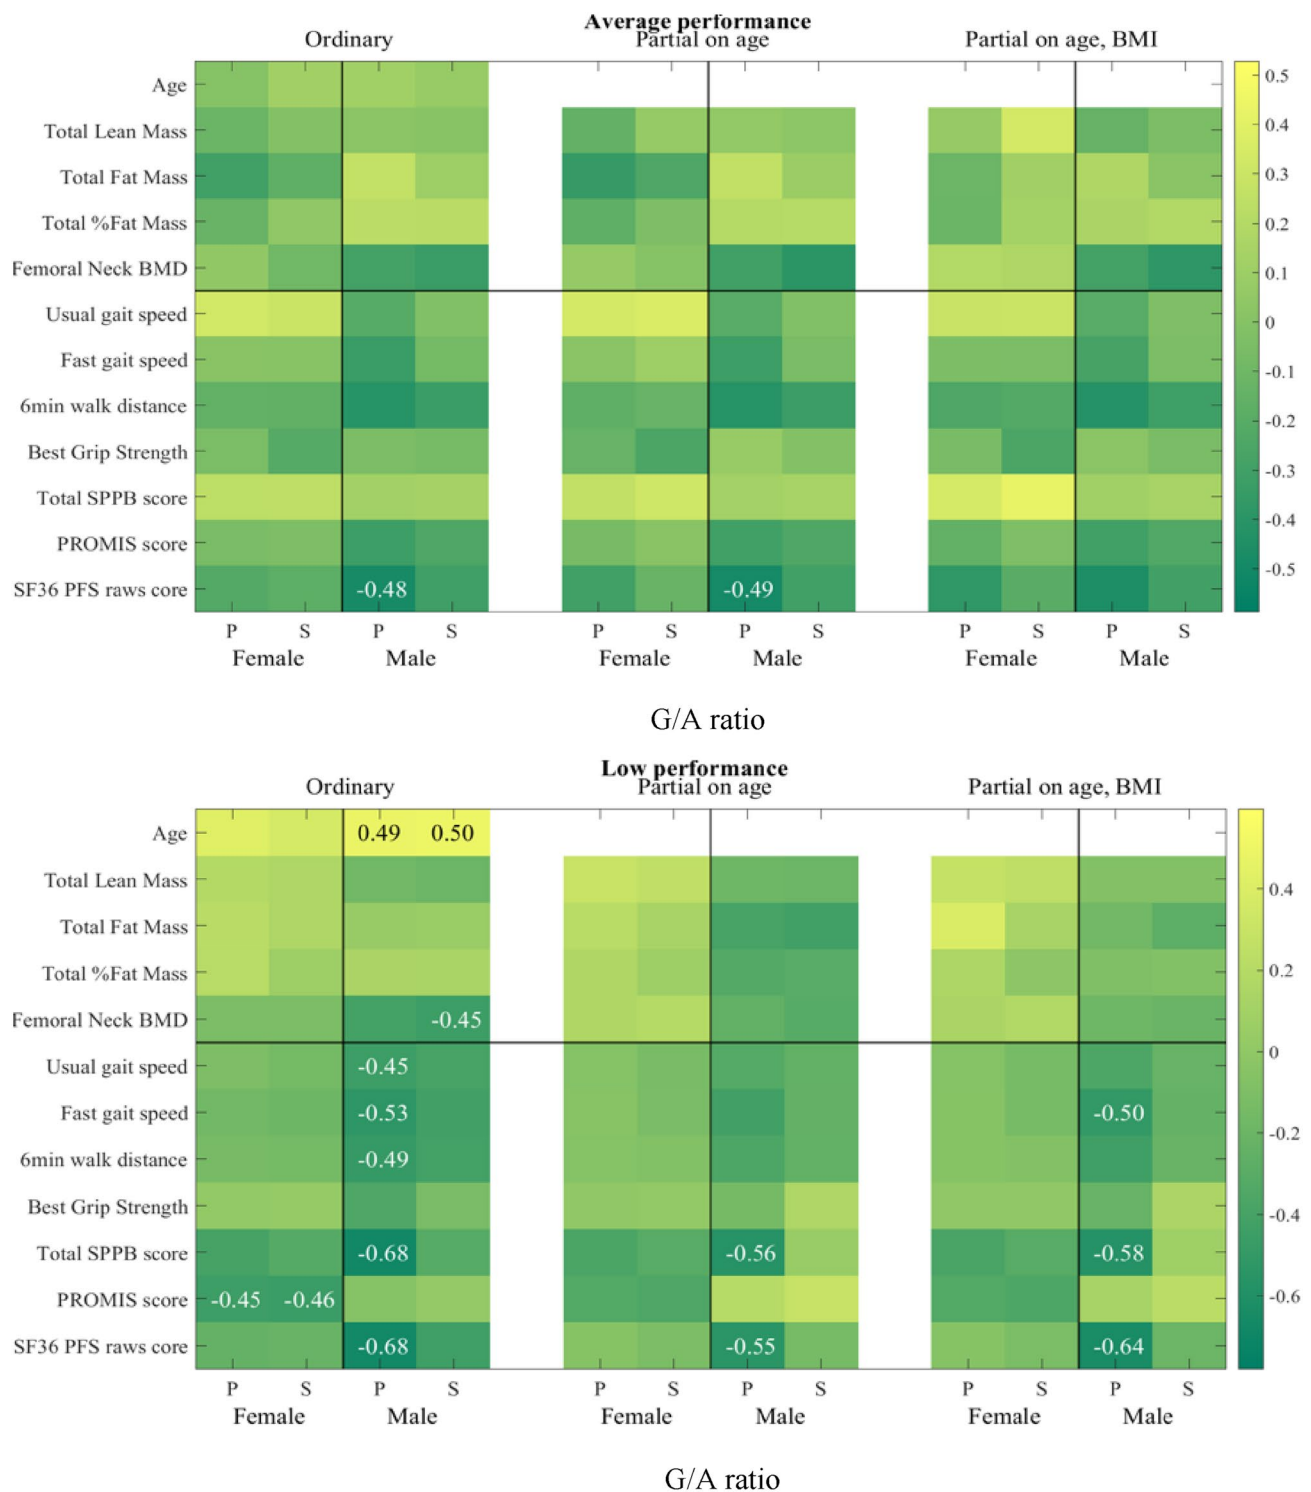 Average performance
Ordinary Partial on age Partial on age, BMI
Age
Total Lean Mass
Total Fat Mass
Total %Fat Mass
Femoral Neck BMD
Usual gait speed
Fast gait speed
6min walk distance
Best Grip Strength
Total SPPB score
PROMIS score
SF36 PFS raws core -0.48 -0.49
0.5
0.4
0.3
0.2
0.1
0
-0.1
-0.2
-0.3
-0.4
-0.5
P S P S P S P S P S P S
Female Male Female Male Female Male
G/A ratio
Low performance
Ordinary Partial on age Partial on age, BMI
Age 0.49 0.50
Total Lean Mass
Total Fat Mass
Total %Fat Mass
Femoral Neck BMD -0.45
Usual gait speed -0.45
Fast gait speed -0.53 -0.50
6min walk distance -0.49
Best Grip Strength
Total SPPB score -0.68 -0.56 -0.58
PROMIS score -0.45 -0.46
SF36 PFS raws core -0.68 -0.55 -0.64
0.4
0.2
0
-0.2
-0.4
-0.6
P S P S P S P S P S P S
Female Male Female Male Female Male
G/A ratio